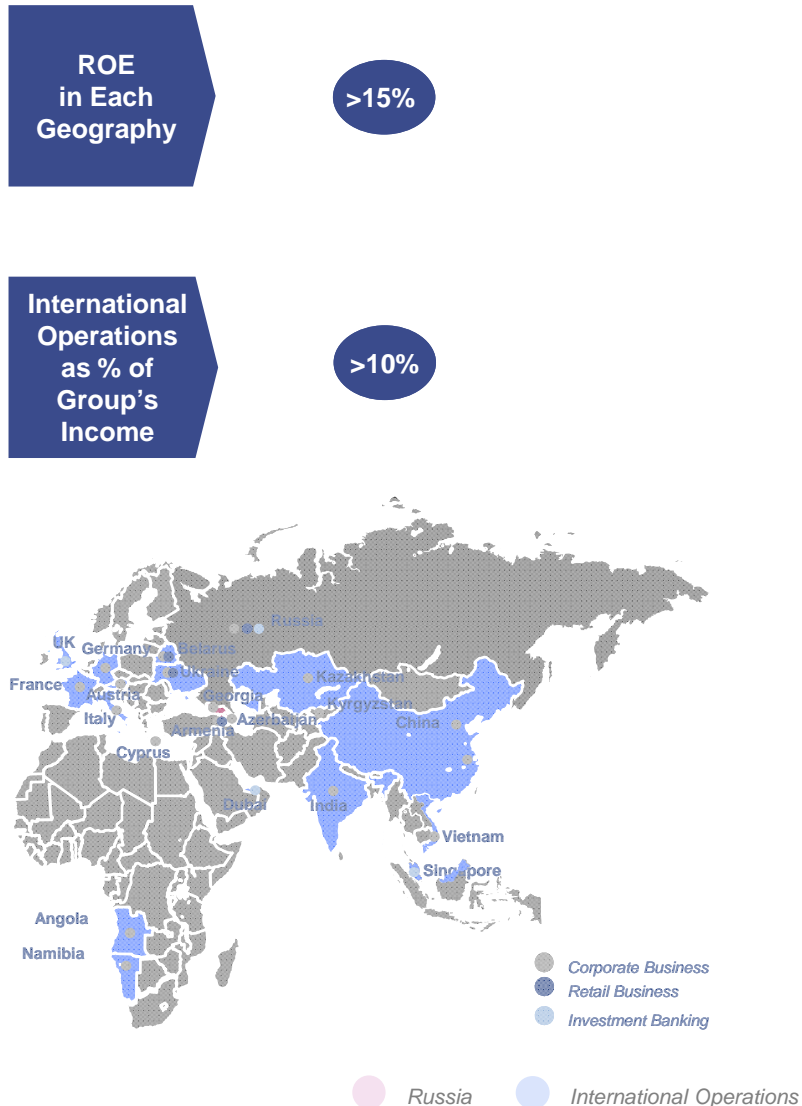 ROE
in Each
Geography
>15%
International
Operations
as % of
Group's
Income
>10%
Russia
UK
Germany
Belarus
Ukraine
France
Kazakhstan
Austria
Georgia
Kyrgyzstan
Italy
Azerbaijan
China
Armenia
Cyprus
Dubai
India
Vietnam
Singapore
Angola
Namibia
Corporate Business
Retail Business
Investment Banking
Russia
International Operations